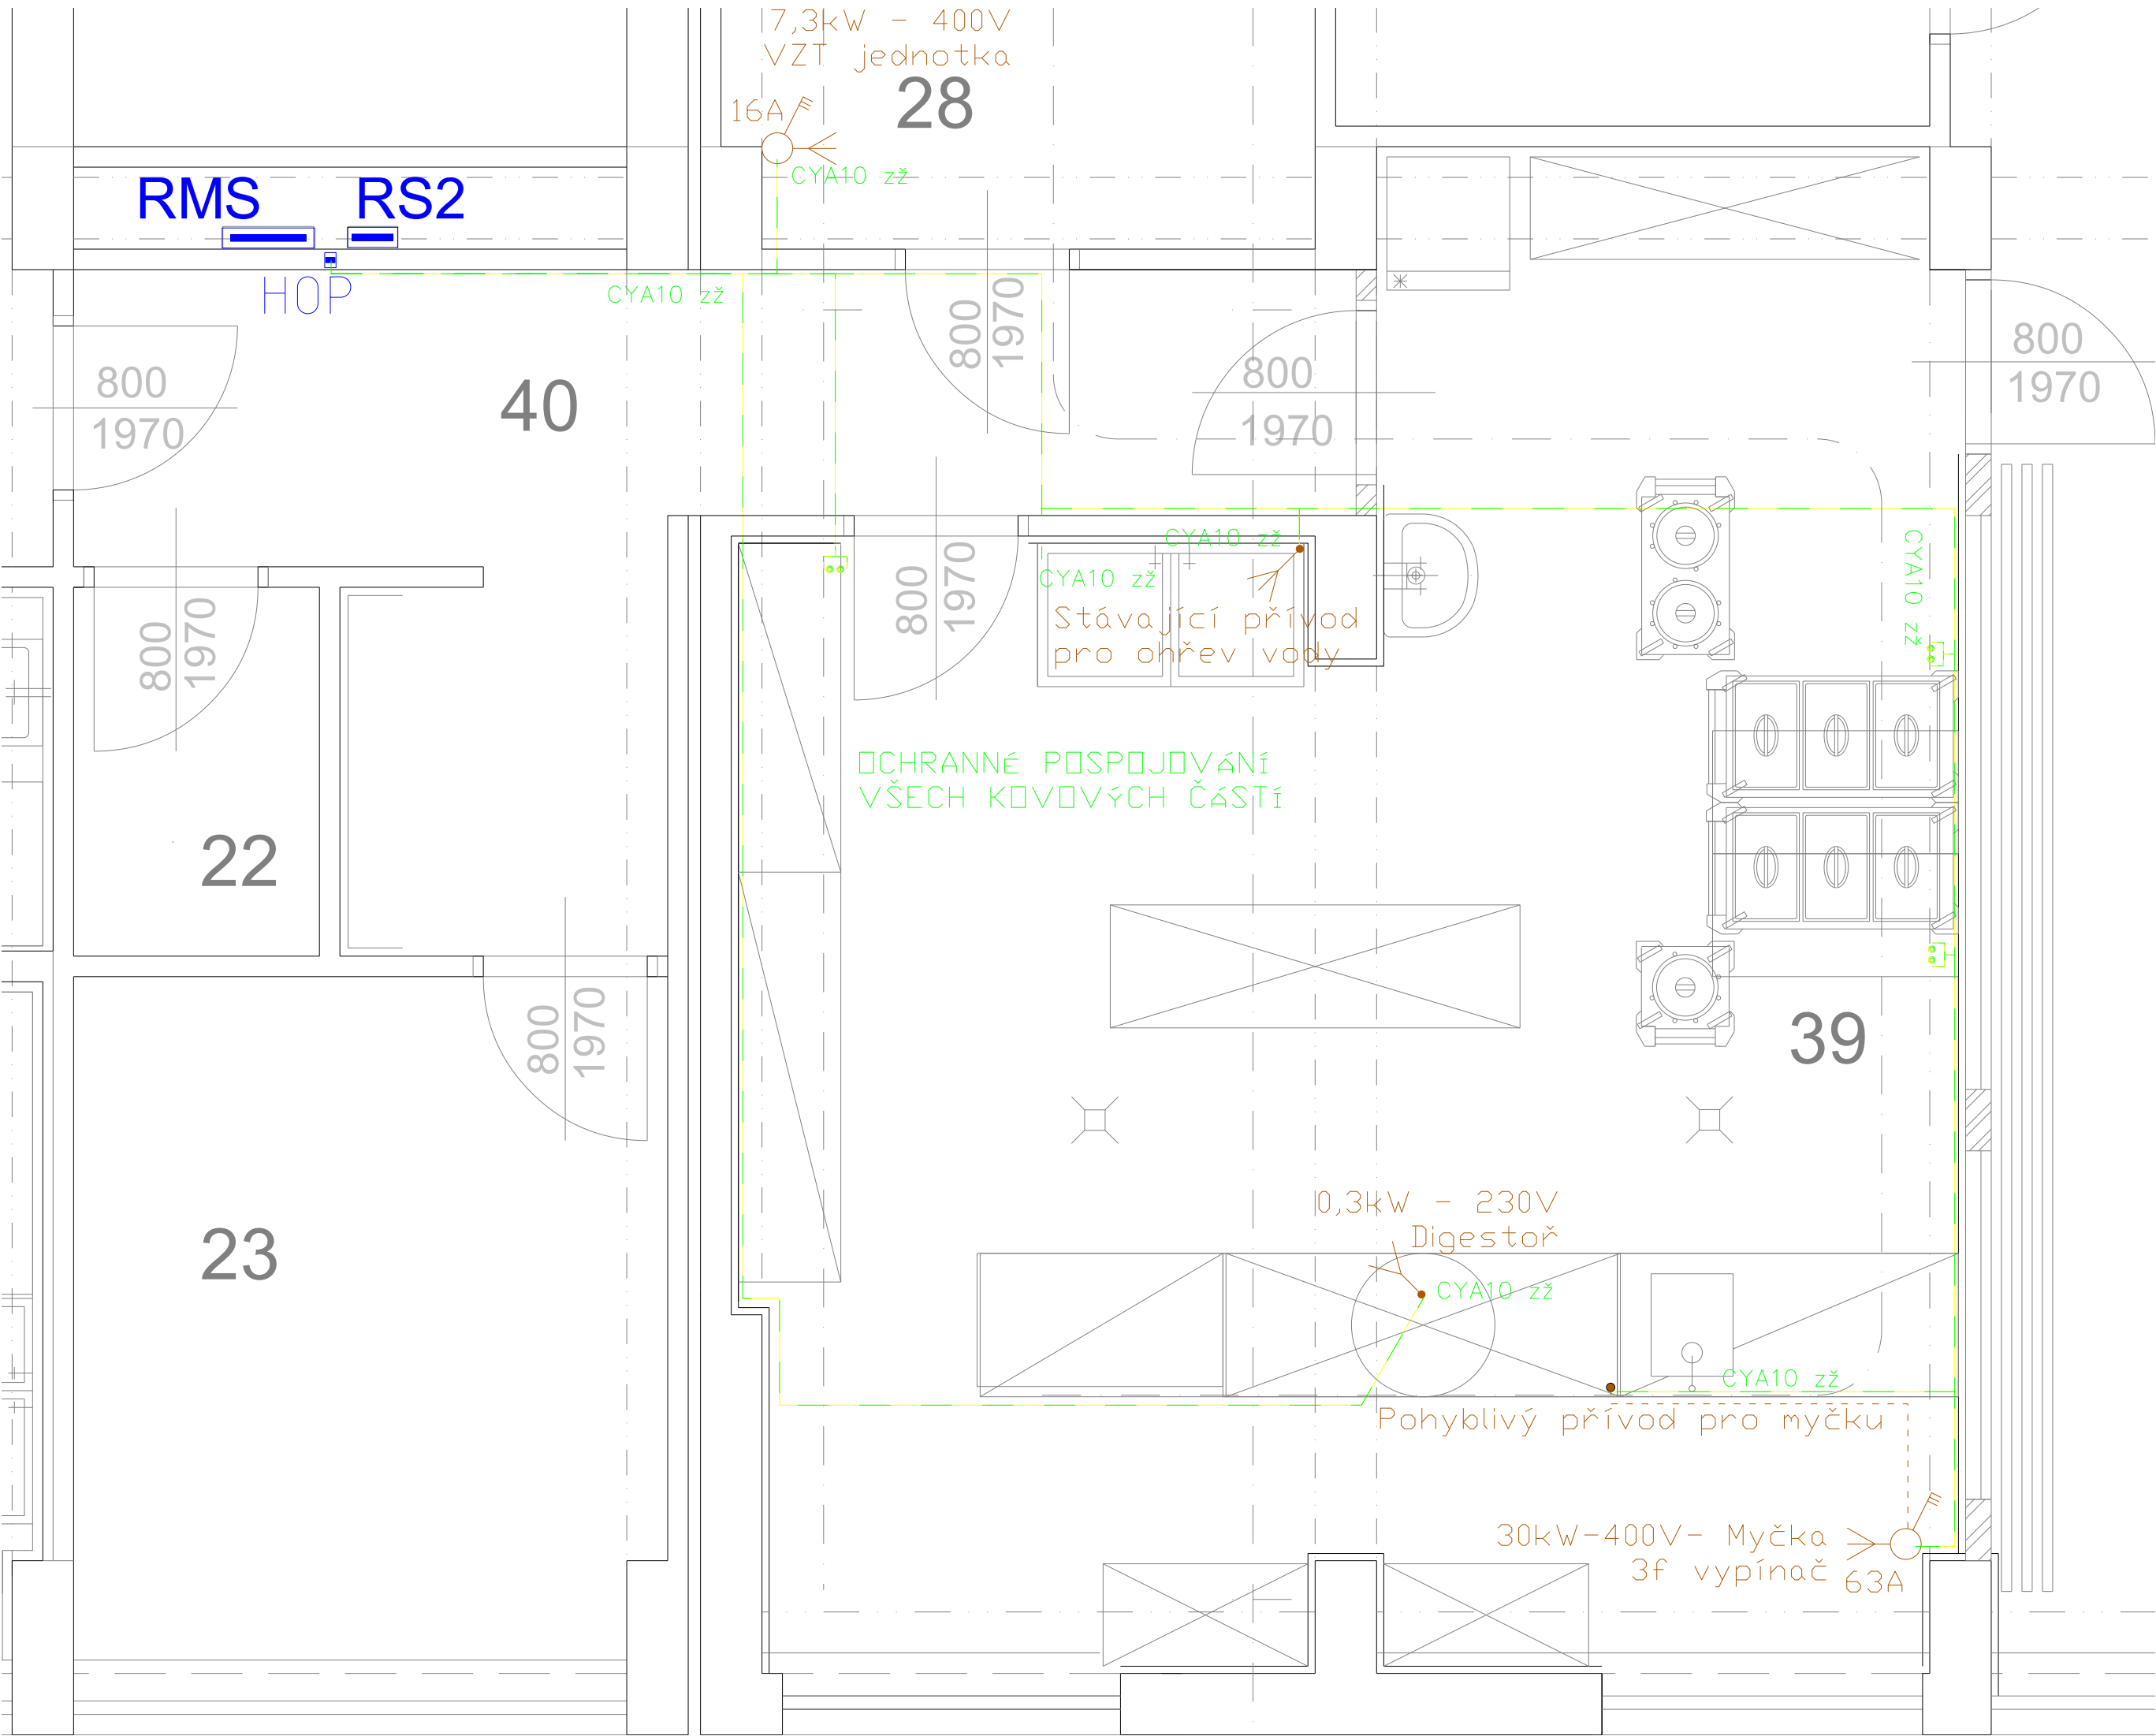 7,3kW - 400V
VZT jednotka
28
16A
CYA10 zž
RMS
RS2
HOP
CYA10 zž
800
1970
800
1970
40
800
1970
800
1970
800
1970
800
1970
CYA10 zž
CYA10 zž
CYA10 zž
Stávající přívod
pro ohřev vody
OCHRANNÉ POSPOJOVÁNÍ
VŠECH KOVOVÝCH ČÁSTÍ
22
800
1970
39
23
0,3kW - 230V
Digestoř
CYA10 zž
CYA10 zž
Pohyblivý přívod pro myčku
30kW-400V- Myčka
3f vypínač
63A